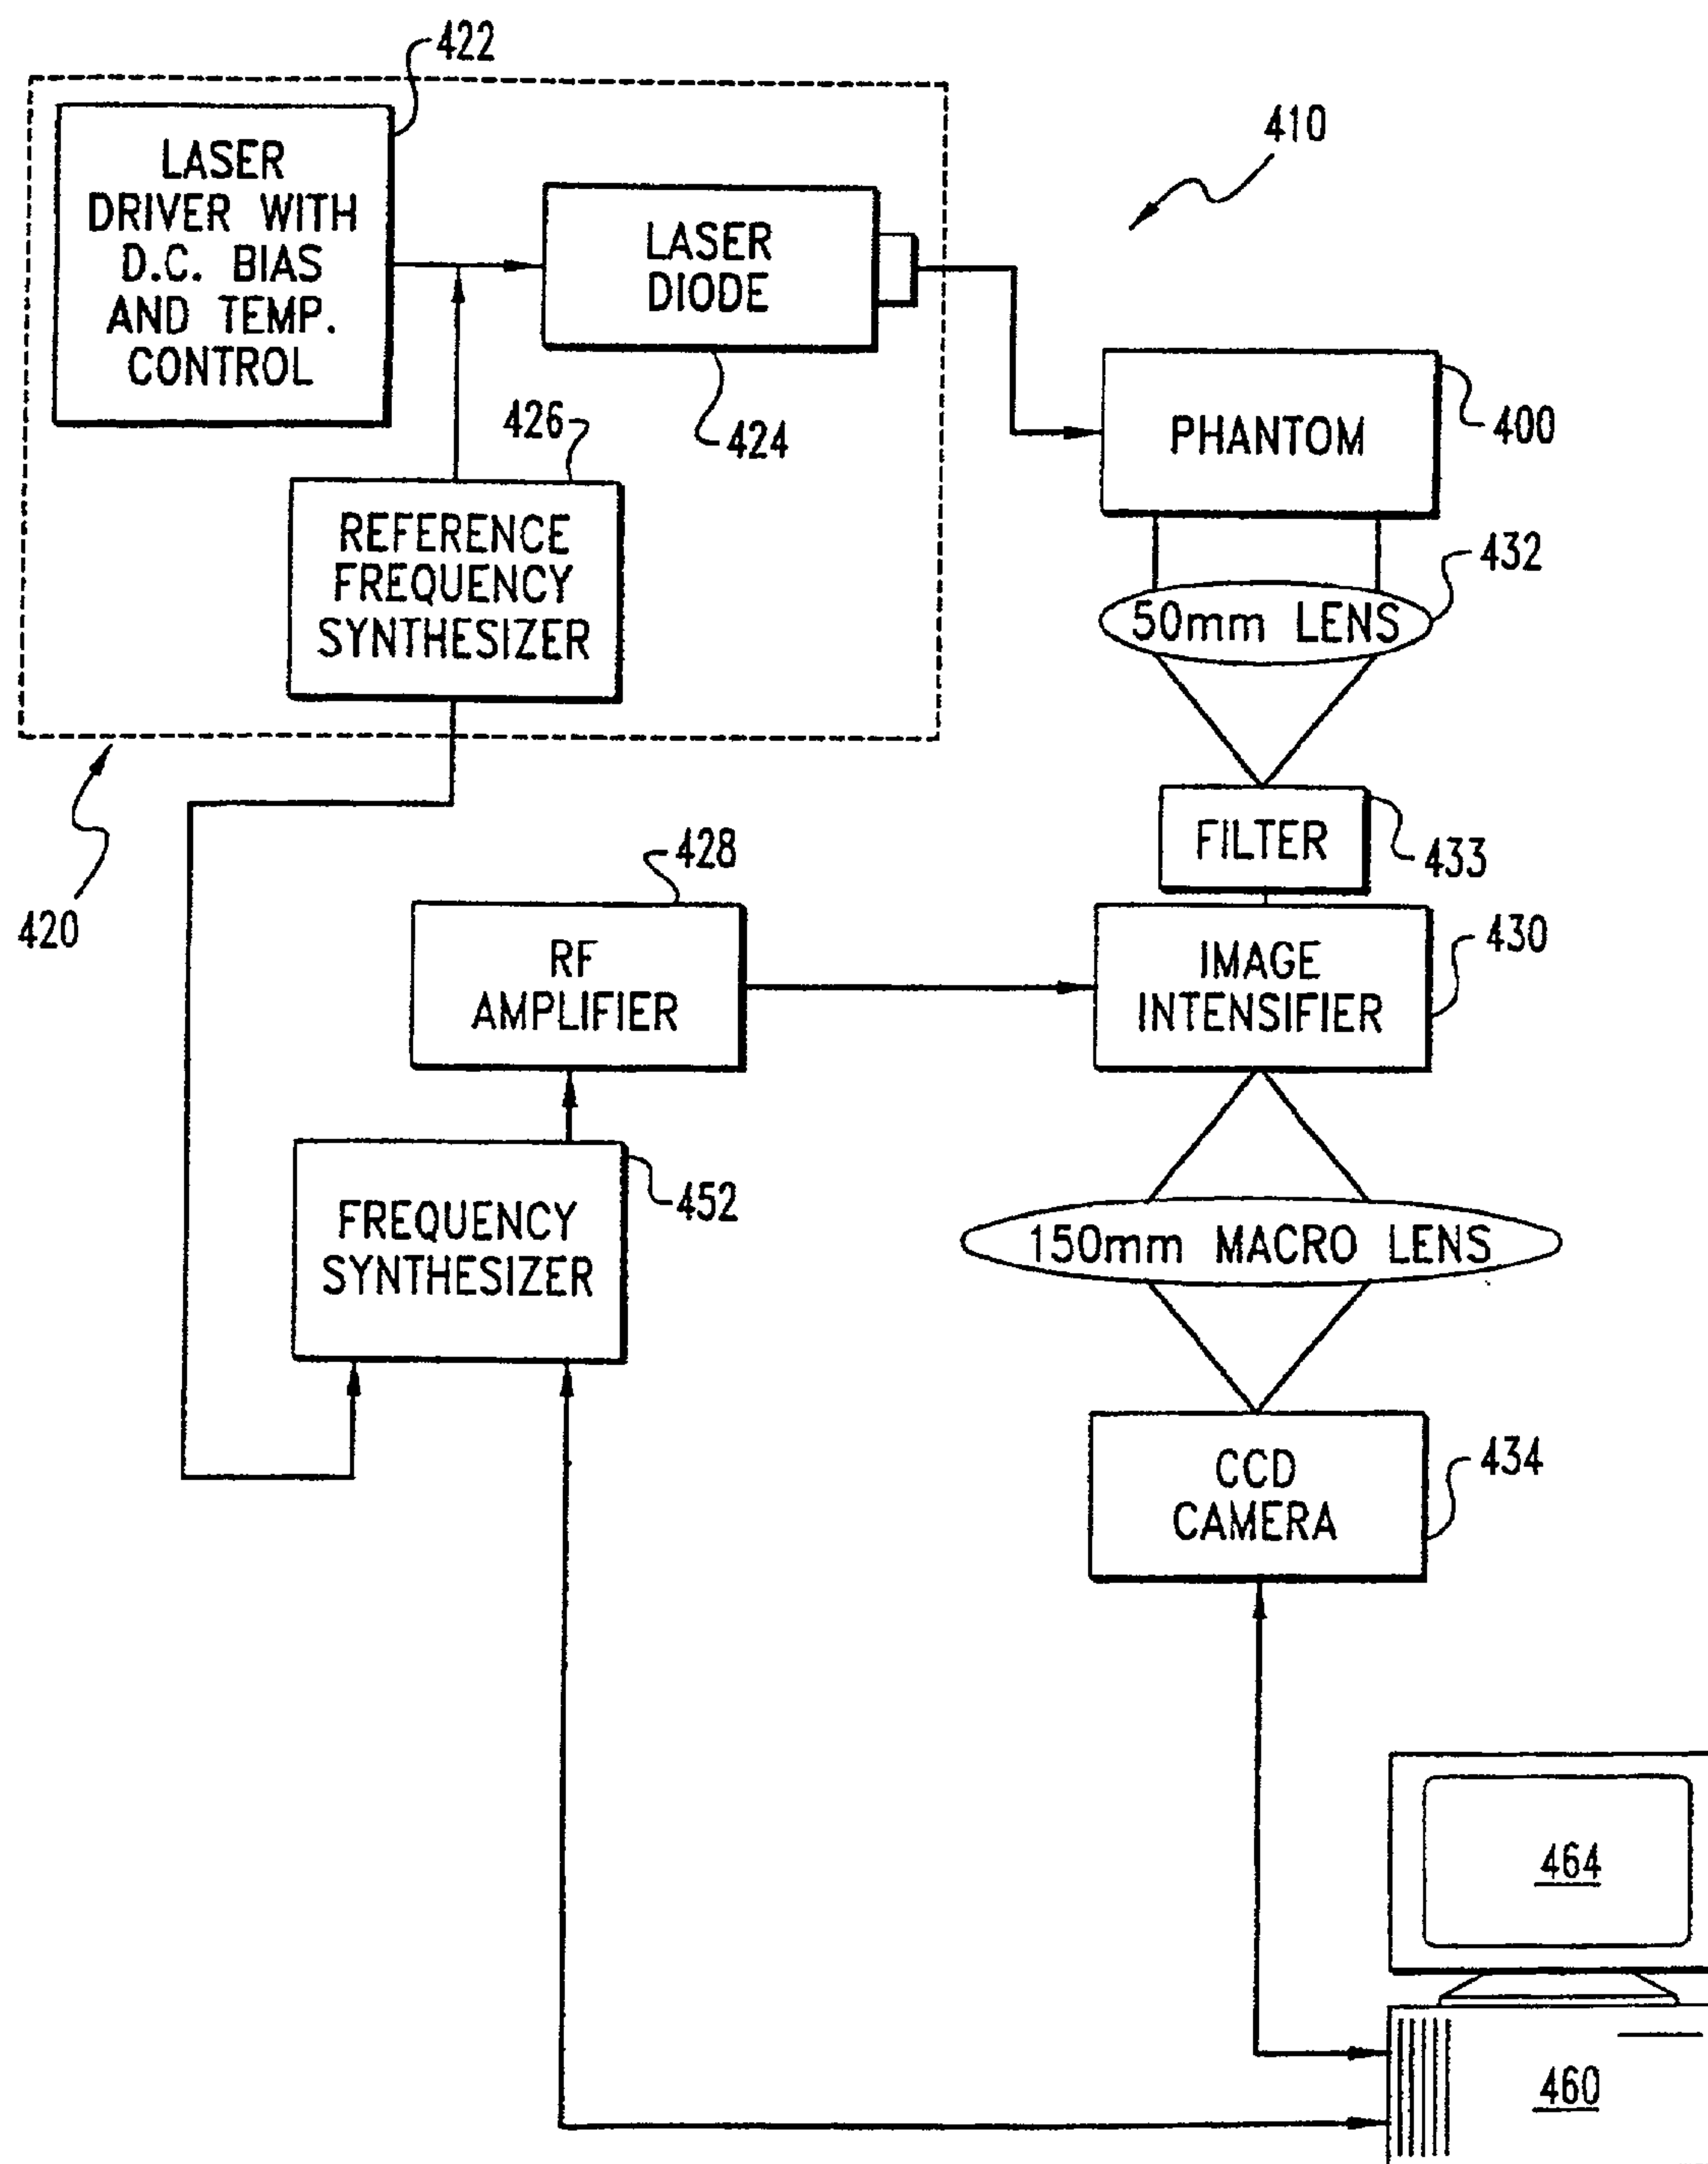 422
LASER
DRIVER WITH
D.C. BIAS
AND TEMP.
CONTROL
LASER
DIODE
410
424
426
REFERENCE
FREQUENCY
SYNTHESIZER
PHANTOM
400
50mm LENS
432
FILTER
433
420
428
RF
AMPLIFIER
IMAGE
INTENSIFIER
430
FREQUENCY
SYNTHESIZER
452
150mm MACRO LENS
CCD
CAMERA
434
464
460